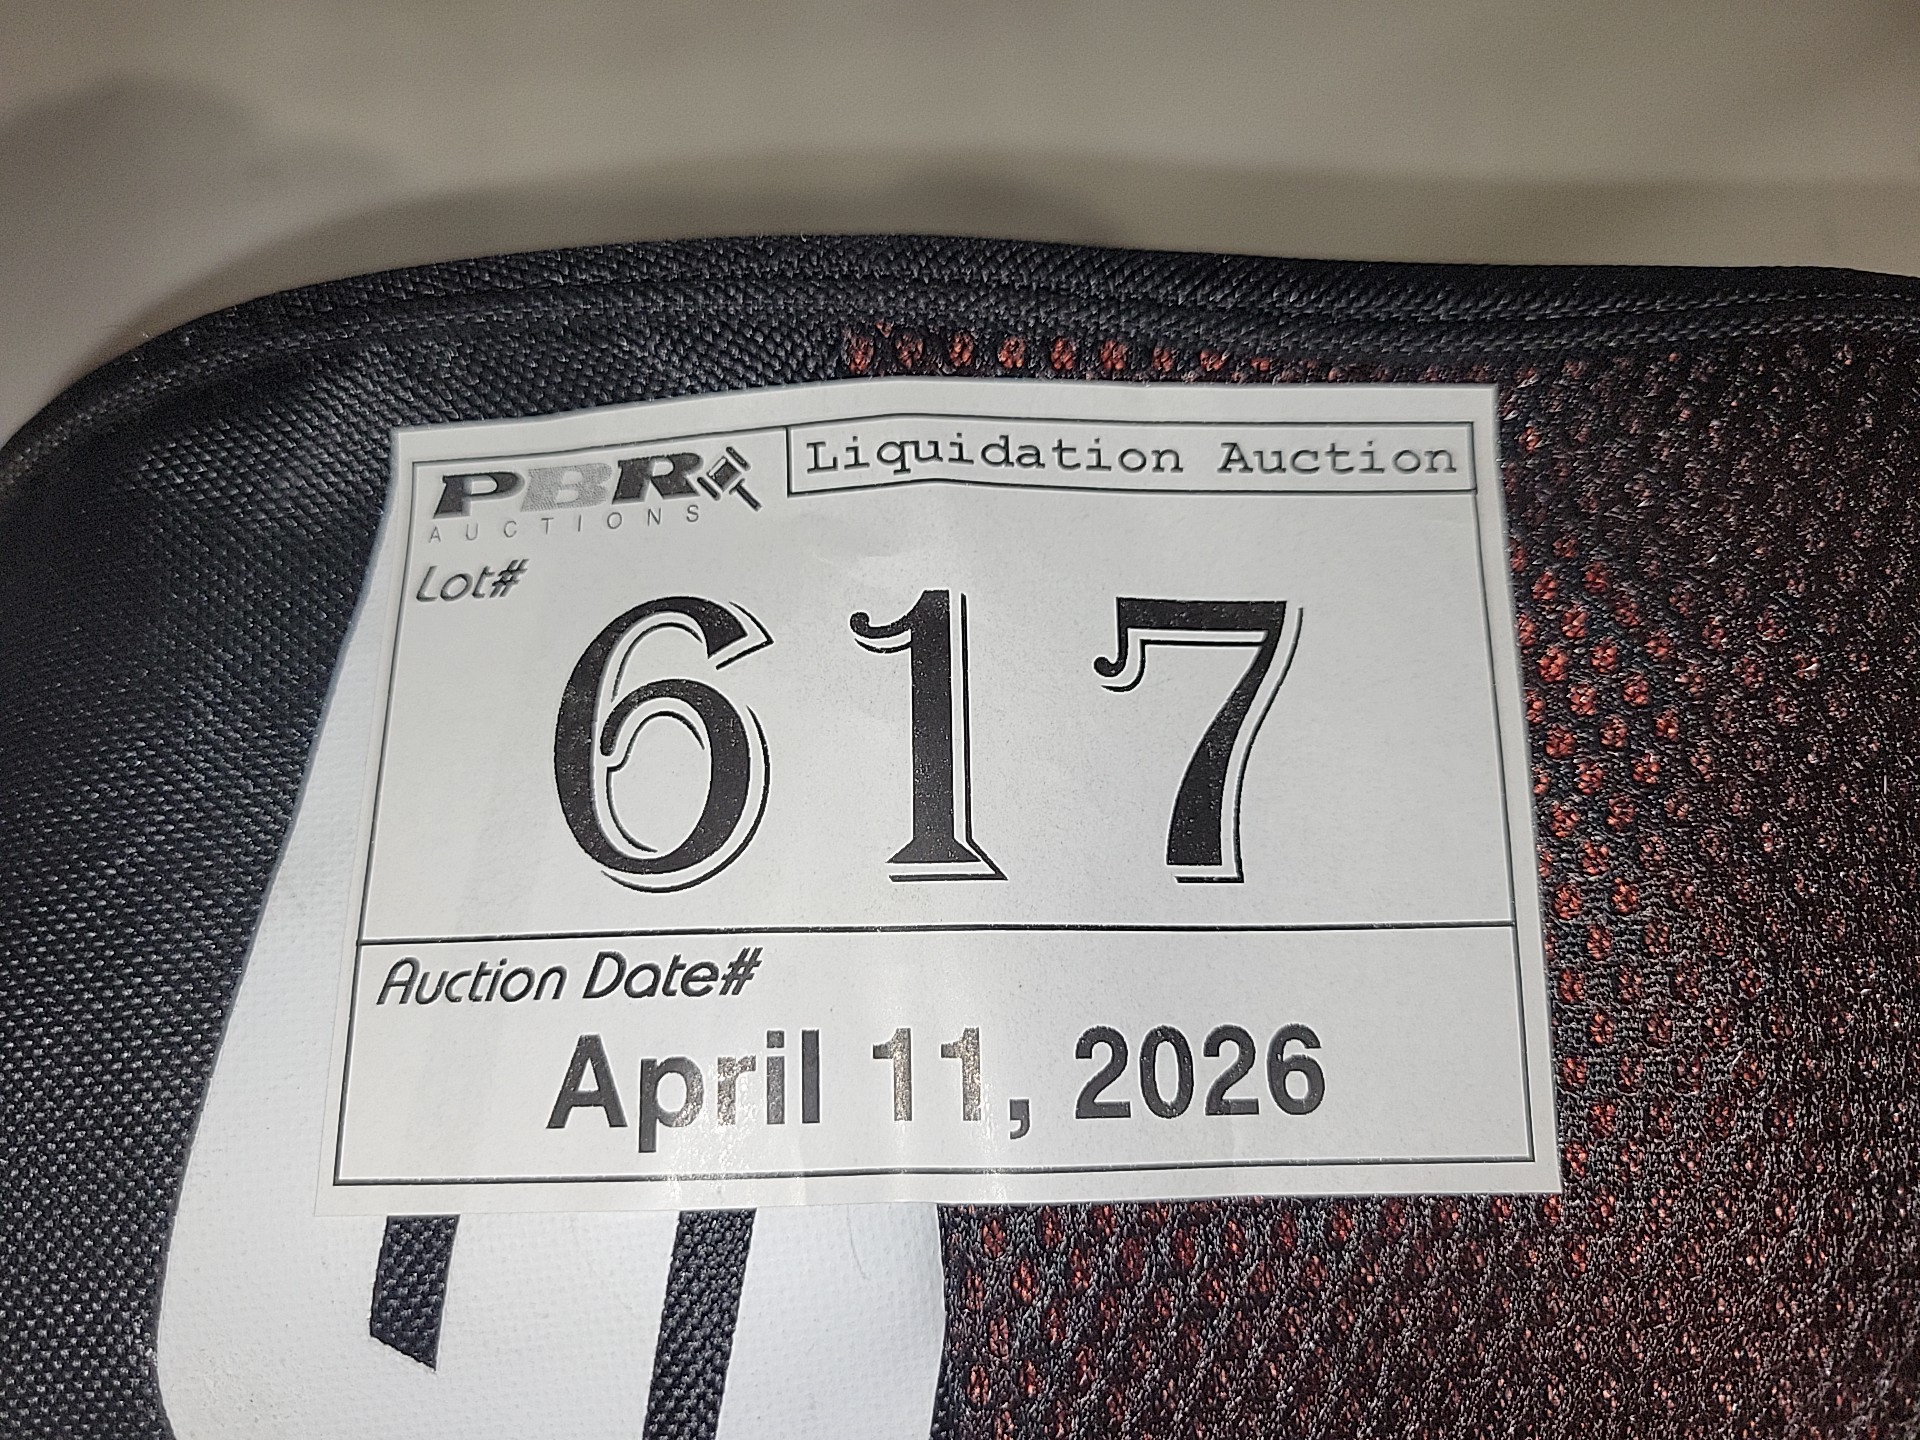 PBR
AUCTIONS
Liquidation Auction
Lot#
617
Auction Date#
April 11, 2026